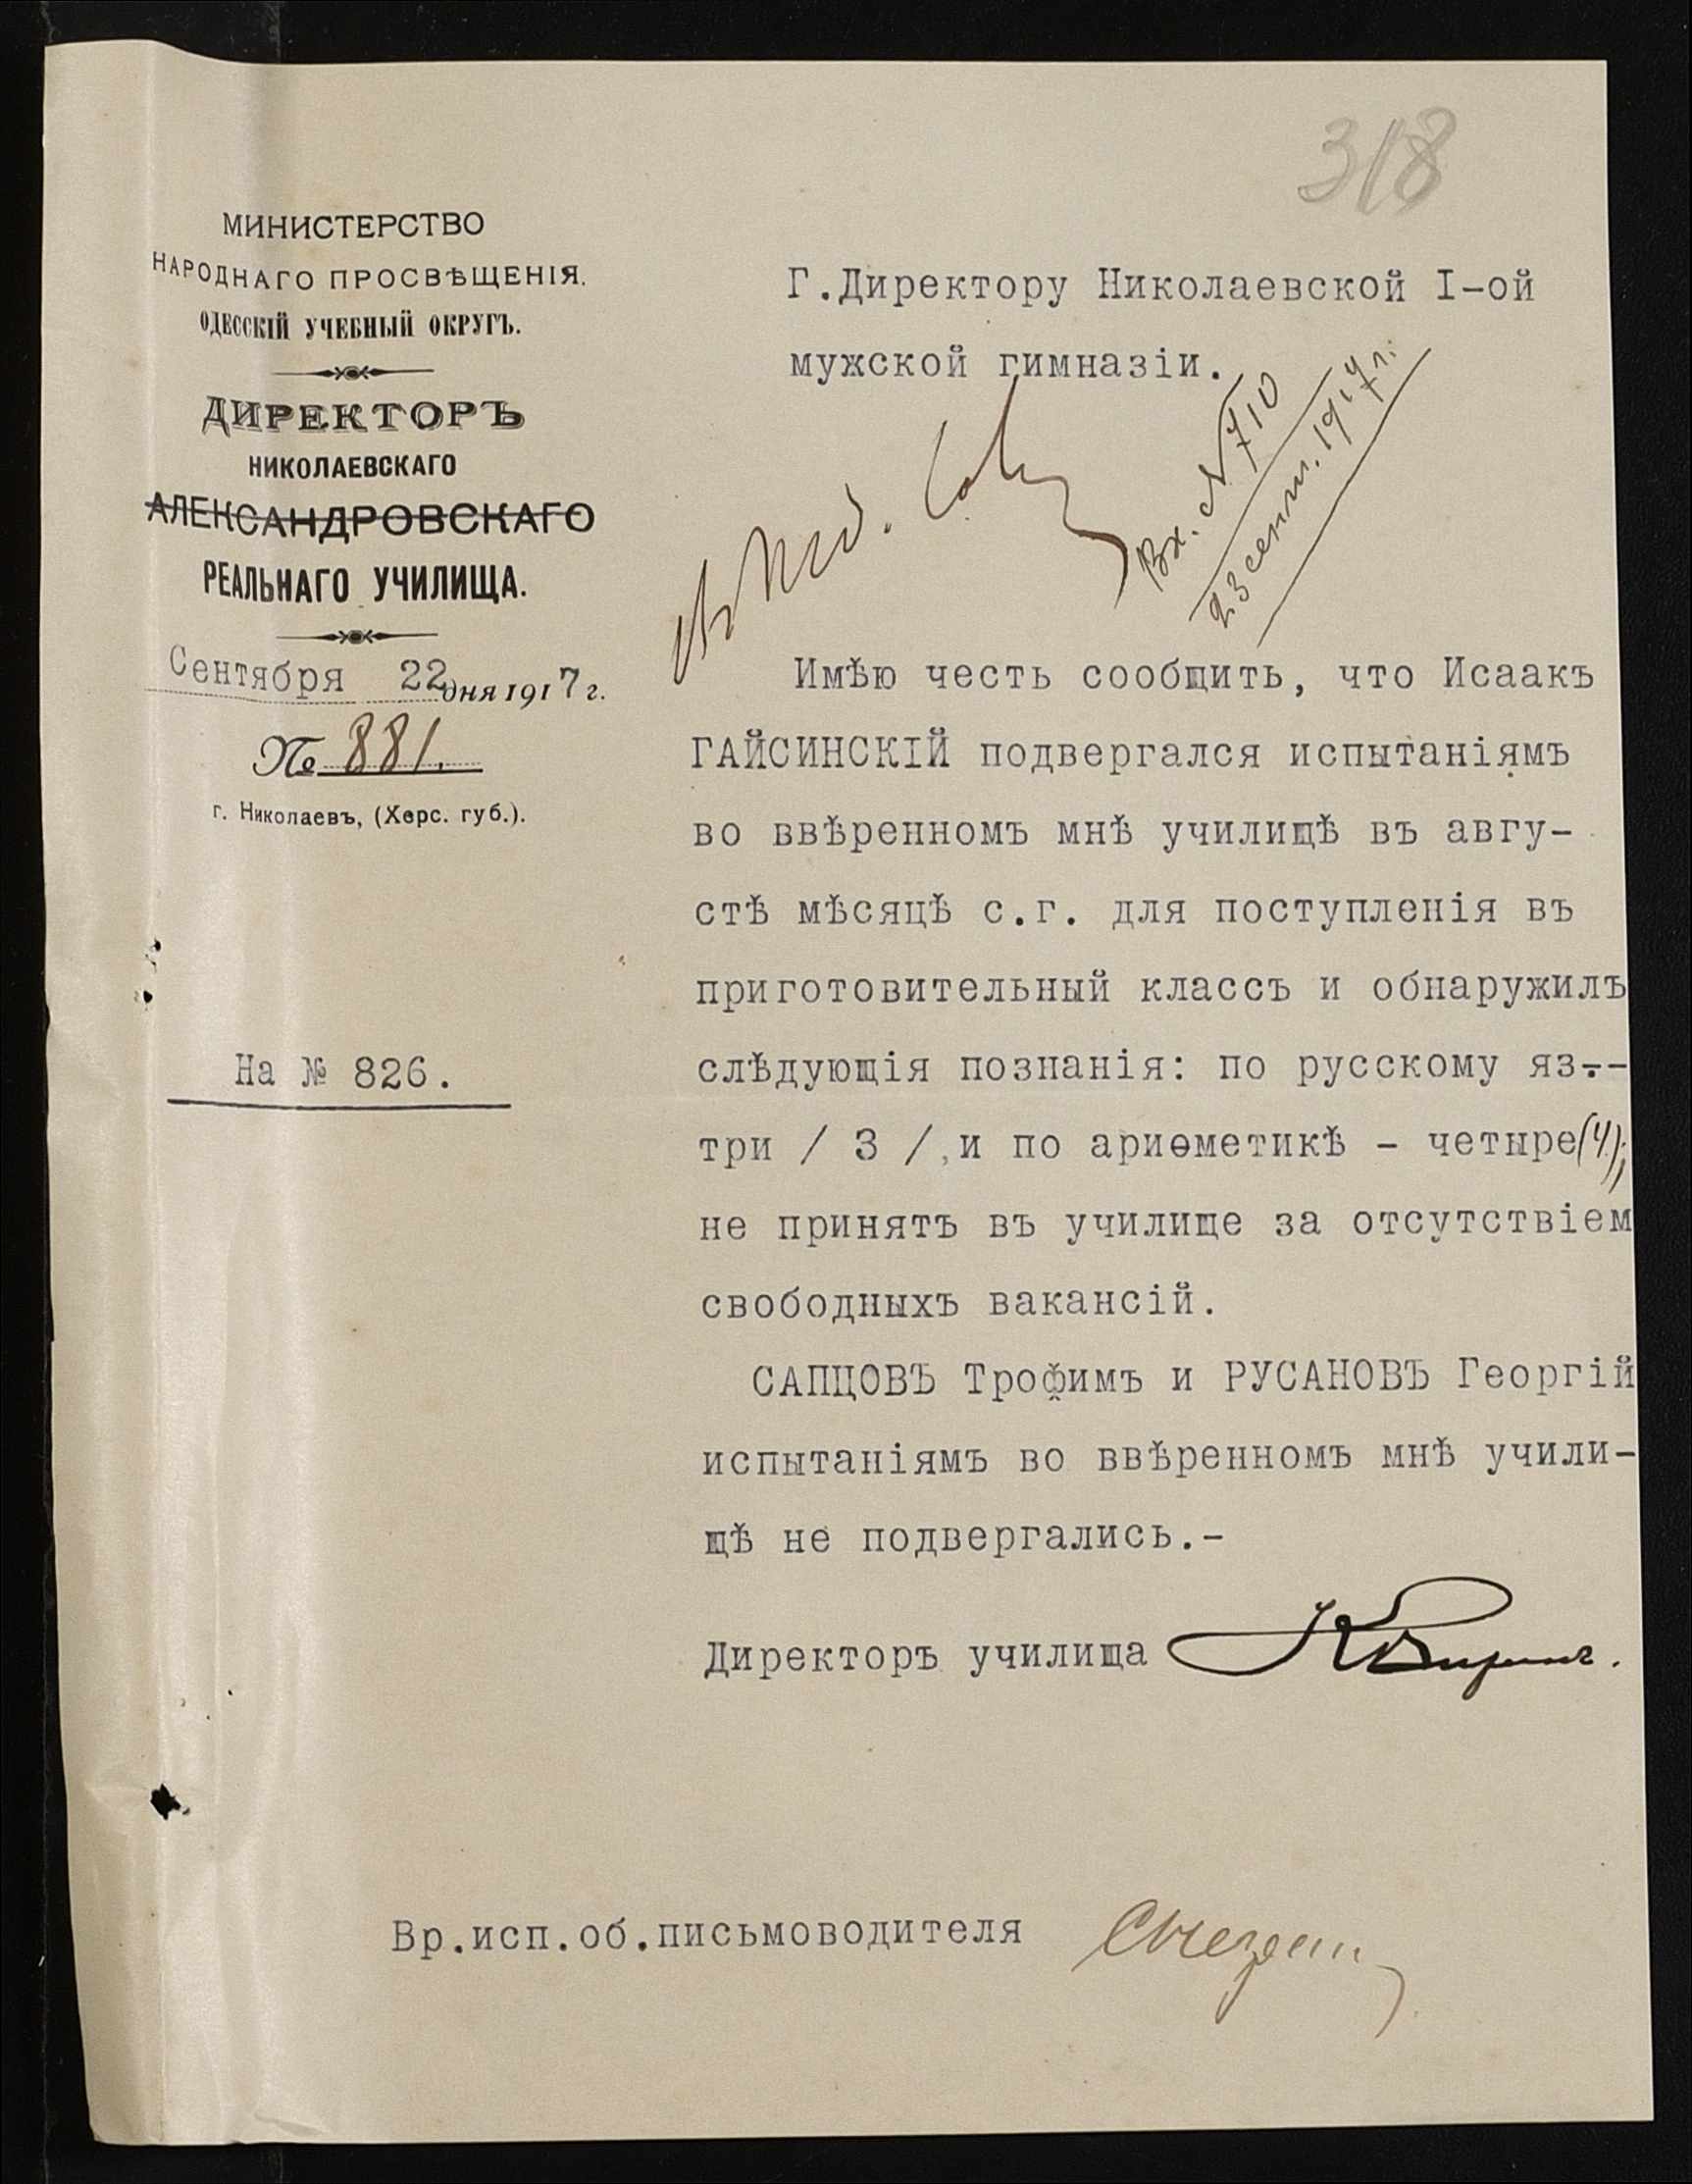 318
МИНИСТЕРСТВО
НАРОДНАГО ПРОСВѢЩЕНІЯ.
ОДЕССКІЙ УЧЕБНЫЙ ОКРУГЪ.
ДИРЕКТОРЪ
НИКОЛАЕВСКАГО
АЛЕКСАНДРОВСКАГО
РЕАЛЬНАГО УЧИЛИЩА.
Сентября 22 дня 1917 г.
№ 881.
г. Николаевъ, (Херс. губ.).
На № 826.
Г.Директору Николаевской I-ой
мужской гимназіи.
Вх. № 710
23 сент. 1917 г.
Имѣю честь сообщить, что Исаакъ
ГАЙСИНСКІЙ подвергался испытаніямъ
во ввѣренномъ мнѣ училищѣ въ авгу-
стѣ мѣсяцѣ с.г. для поступленія въ
приготовительный классъ и обнаружилъ
слѣдующія познанія: по русскому яз.-
три / 3 /, и по ариѳметикѣ - четыре (4);
не принятъ въ училище за отсутствіем
свободныхъ вакансій.
САПЦОВЪ Трофимъ и РУСАНОВЪ Георгій
испытаніямъ во ввѣренномъ мнѣ учили-
щѣ не подвергались.-
Директоръ училища
Вр.исп.об.письмоводителя